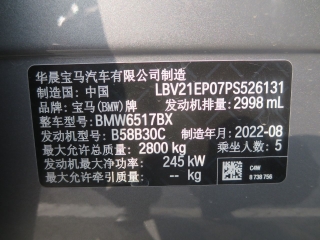 华晨宝马汽车有限公司制造
制造国：中国 LBV21EP07PS526131
品牌：宝马(BMW)牌 发动机排量：2998 mL
整车型号：BMW6517BX
发动机型号：B58B30C 制造年月：2022-08
最大允许总质量：2800 kg 乘坐人数：5
发动机最大净功率：245 kW
最大允许牵引质量：-- kg
C4W
8 738 756